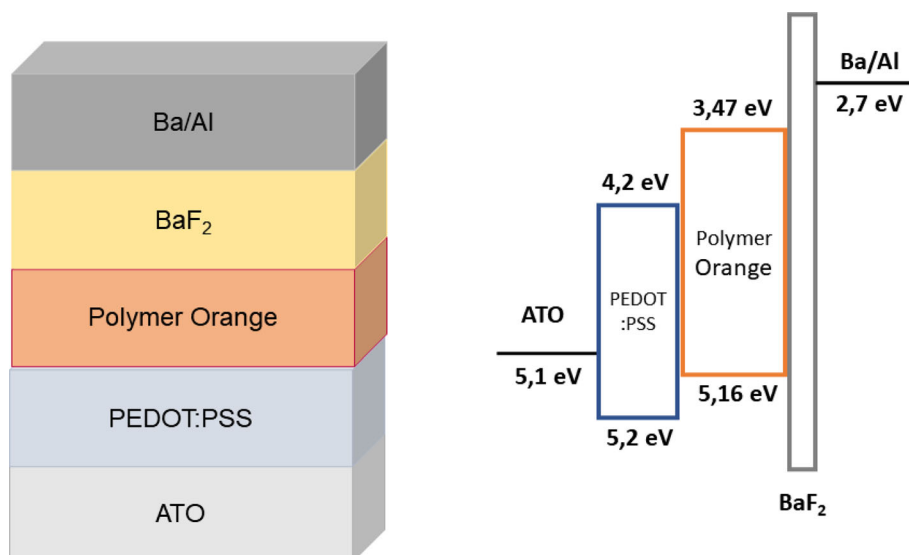 Ba/Al
BaF₂
Polymer Orange
PEDOT:PSS
ATO
Ba/Al
2,7 eV
3,47 eV
4,2 eV
Polymer
Orange
PEDOT
:PSS
ATO
5,1 eV
5,16 eV
5,2 eV
BaF₂